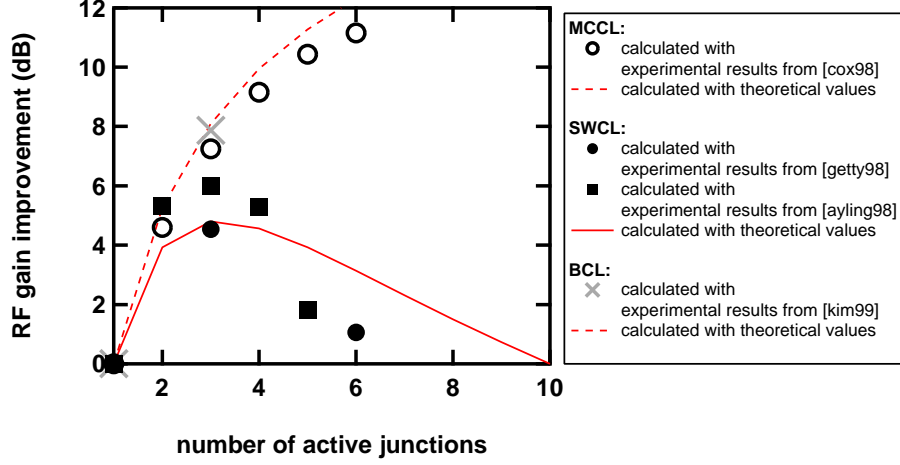 12
10
8
6
4
2
0
2
4
6
8
10
RF gain improvement (dB)
number of active junctions
MCCL:
calculated with
experimental results from [cox98]
calculated with theoretical values
SWCL:
calculated with
experimental results from [getty98]
calculated with
experimental results from [ayling98]
calculated with theoretical values
BCL:
calculated with
experimental results from [kim99]
calculated with theoretical values